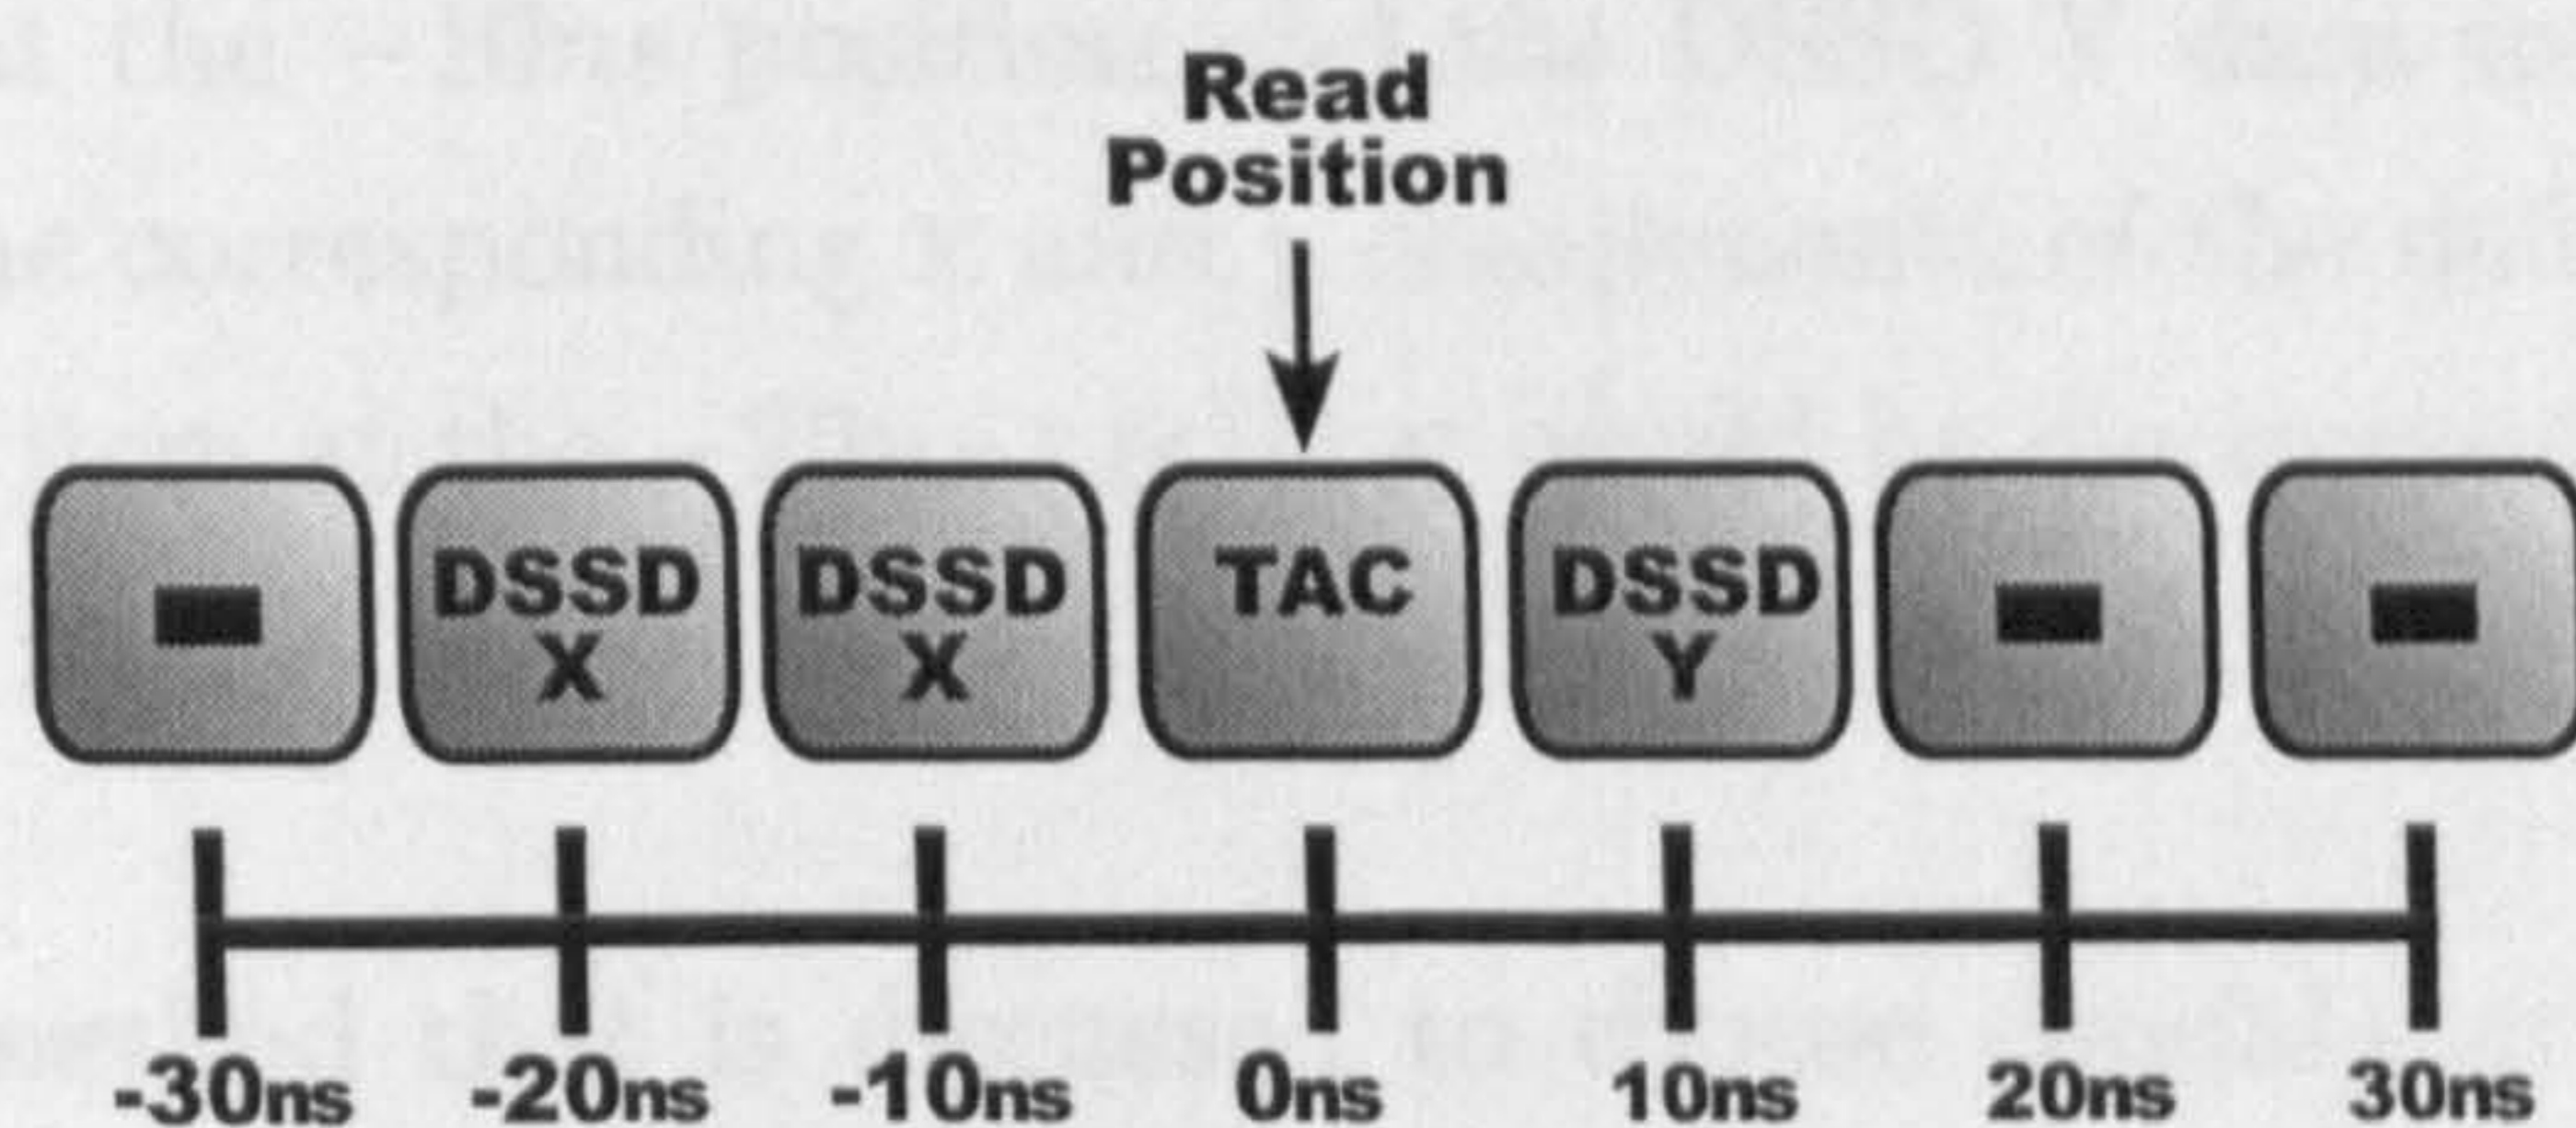 Read
Position
-
DSSD
X
DSSD
X
TAC
DSSD
Y
-
-
-30ns
-20ns
-10ns
0ns
10ns
20ns
30ns